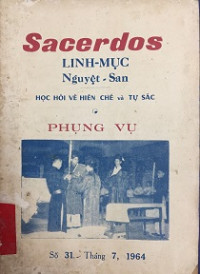 Sacerdos
LINH-MỤC
Nguyệt-San
HỌC HỎI VỀ HIẾN CHẾ và TỰ SẮC
PHỤNG VỤ
Số 31 - Tháng 7, 1964